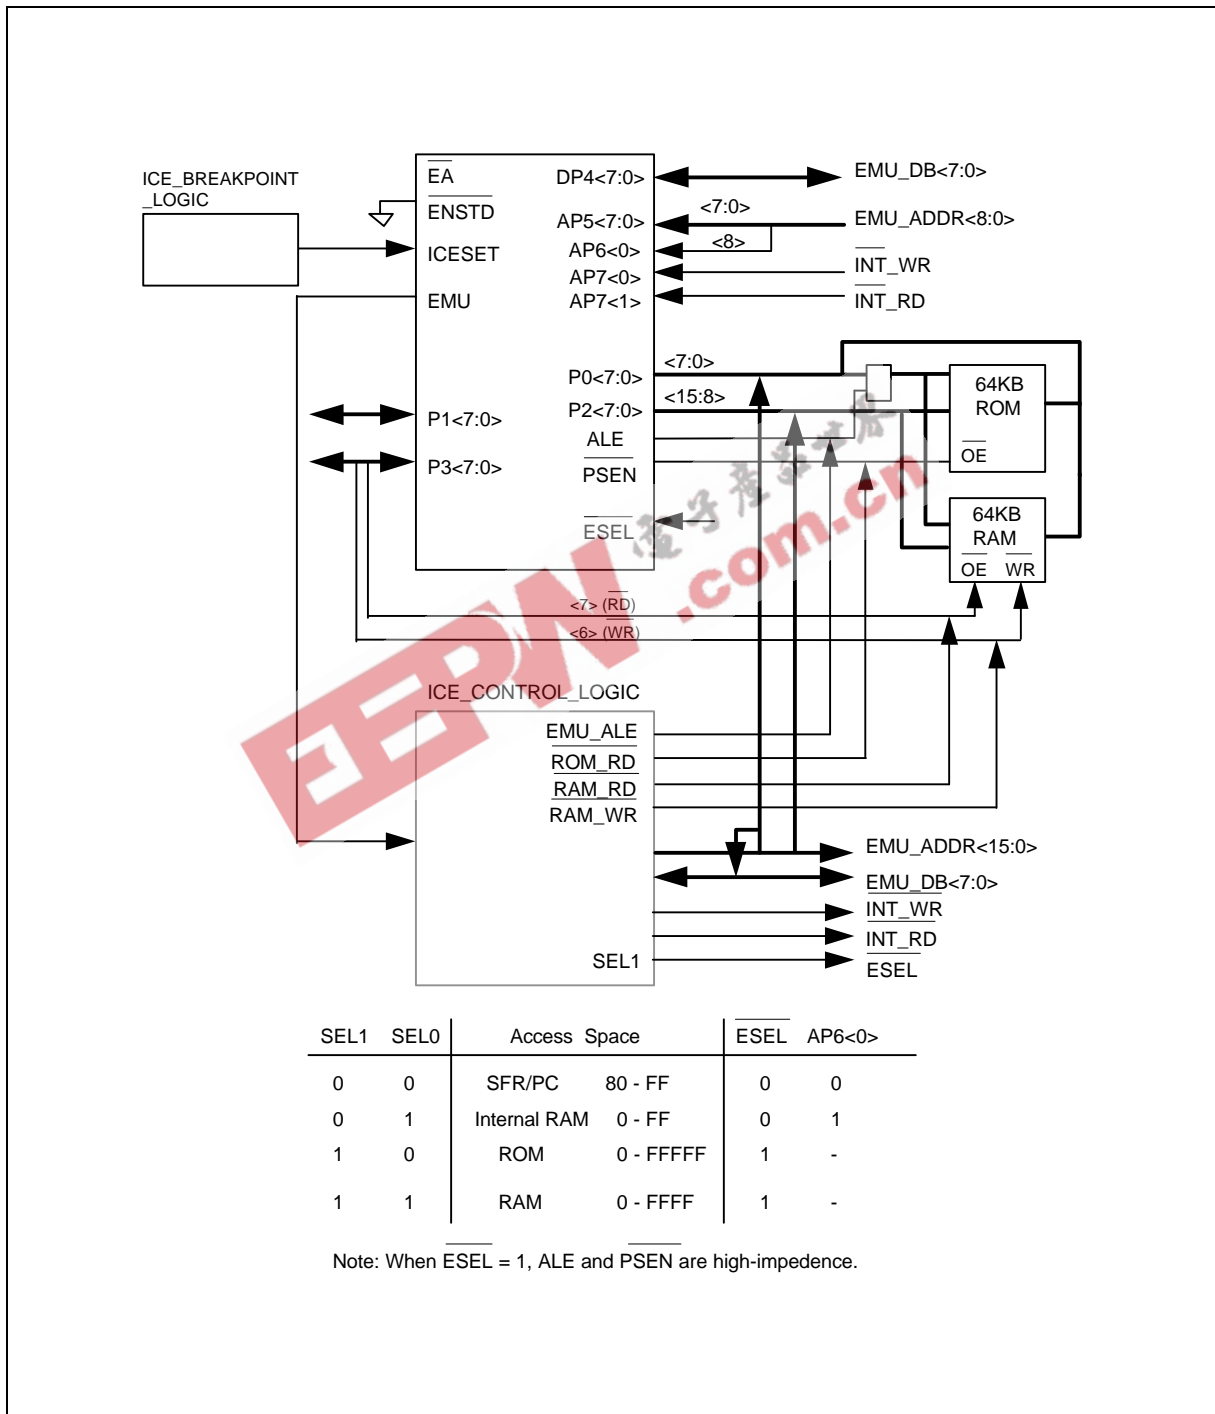 ICE_BREAKPOINT
_LOGIC
EA
ENSTD
ICESET
EMU
P1<7:0>
P3<7:0>
DP4<7:0>
AP5<7:0>
AP6<0>
AP7<0>
AP7<1>
P0<7:0>
P2<7:0>
ALE
PSEN
ESEL
EMU_DB<7:0>
<7:0>
EMU_ADDR<8:0>
<8>
INT_WR
INT_RD
<7:0>
<15:8>
64KB
ROM
OE
64KB
RAM
OE WR
<7> (RD)
<6> (WR)
電子產品世界
EEPW.com.cn
ICE_CONTROL_LOGIC
EMU_ALE
ROM_RD
RAM_RD
RAM_WR
SEL1
EMU_ADDR<15:0>
EMU_DB<7:0>
INT_WR
INT_RD
ESEL
SEL1 SEL0 Access Space ESEL AP6<0>
0 0 SFR/PC 80 - FF 0 0
0 1 Internal RAM 0 - FF 0 1
1 0 ROM 0 - FFFFF 1 -
1 1 RAM 0 - FFFF 1 -
Note: When ESEL = 1, ALE and PSEN are high-impedence.